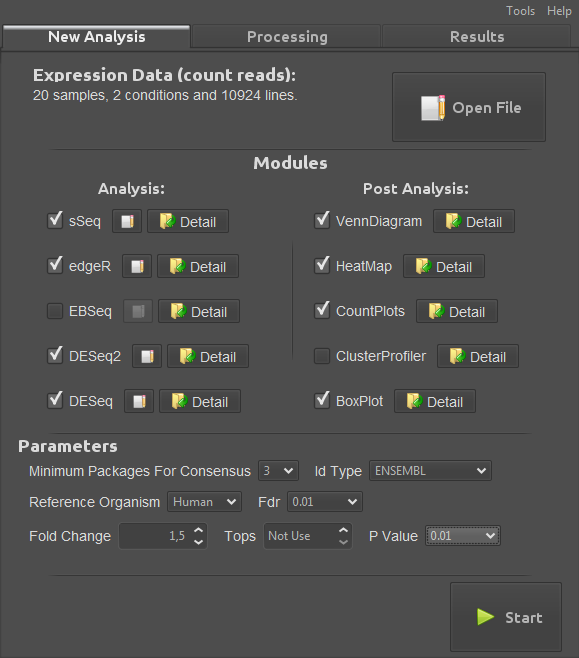 Tools Help
New Analysis Processing Results
Expression Data (count reads):
20 samples, 2 conditions and 10924 lines.
Open File
Modules
Analysis: Post Analysis:
sSeq Detail VennDiagram Detail
edgeR Detail HeatMap Detail
EBSeq Detail CountPlots Detail
DESeq2 Detail ClusterProfiler Detail
DESeq Detail BoxPlot Detail
Parameters
Minimum Packages For Consensus 3 Id Type ENSEMBL
Reference Organism Human Fdr 0.01
Fold Change 1,5 Tops Not Use P Value 0.01
Start